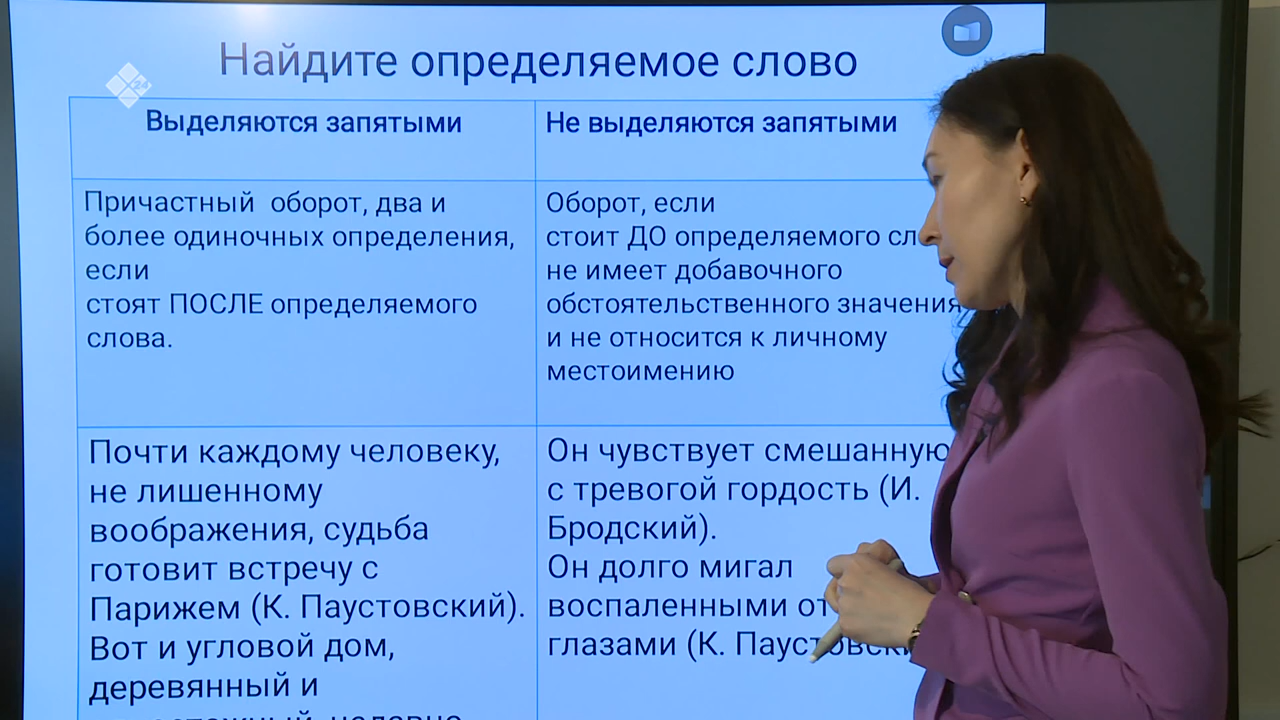 Найдите определяемое слово
24
Выделяются запятыми
Не выделяются запятыми
Причастный оборот, два и
более одиночных определения,
если
стоят ПОСЛЕ определяемого
слова.
Оборот, если
стоит ДО определяемого
не имеет добавочного
обстоятельственного значения
и не относится к личному
местоимению
Почти каждому человеку,
не лишенному
воображения, судьба
готовит встречу с
Парижем (К. Паустовский).
Вот и угловой дом,
деревянный и
Он чувствует смешанную
с тревогой гордость (И.
Бродский).
Он долго мигал
воспаленными от
глазами (К.